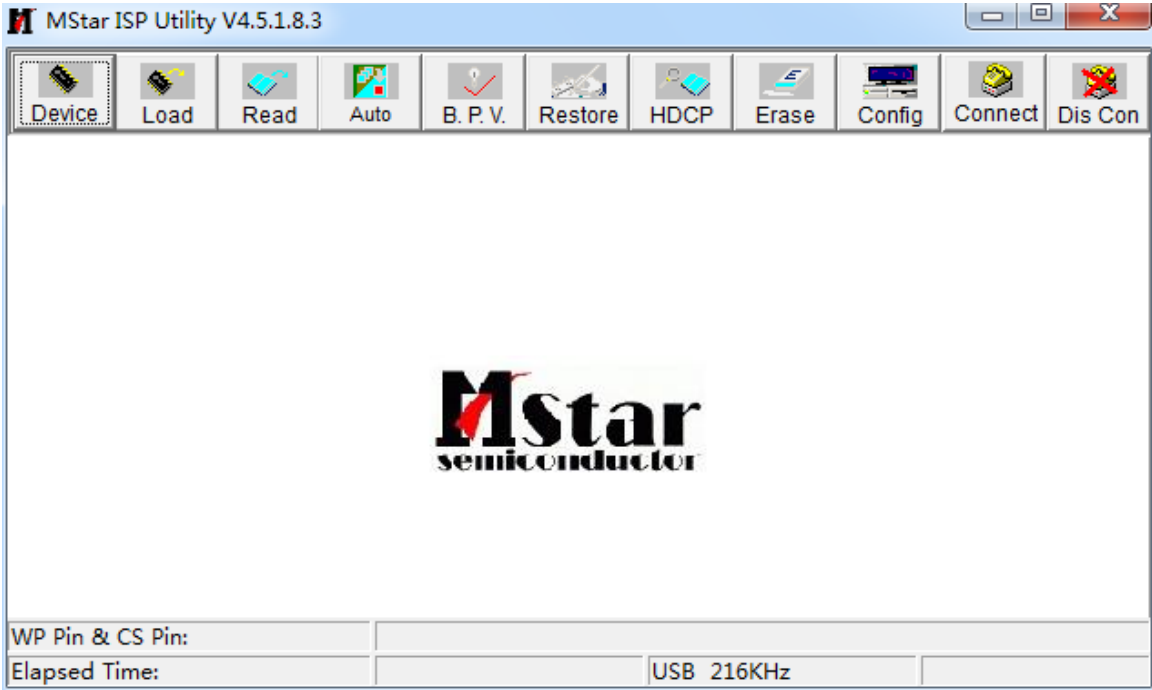 MStar ISP Utility V4.5.1.8.3
Device Load Read Auto B. P. V. Restore HDCP Erase Config Connect Dis Con
MStar
semiconductor
WP Pin & CS Pin:
Elapsed Time: USB 216KHz